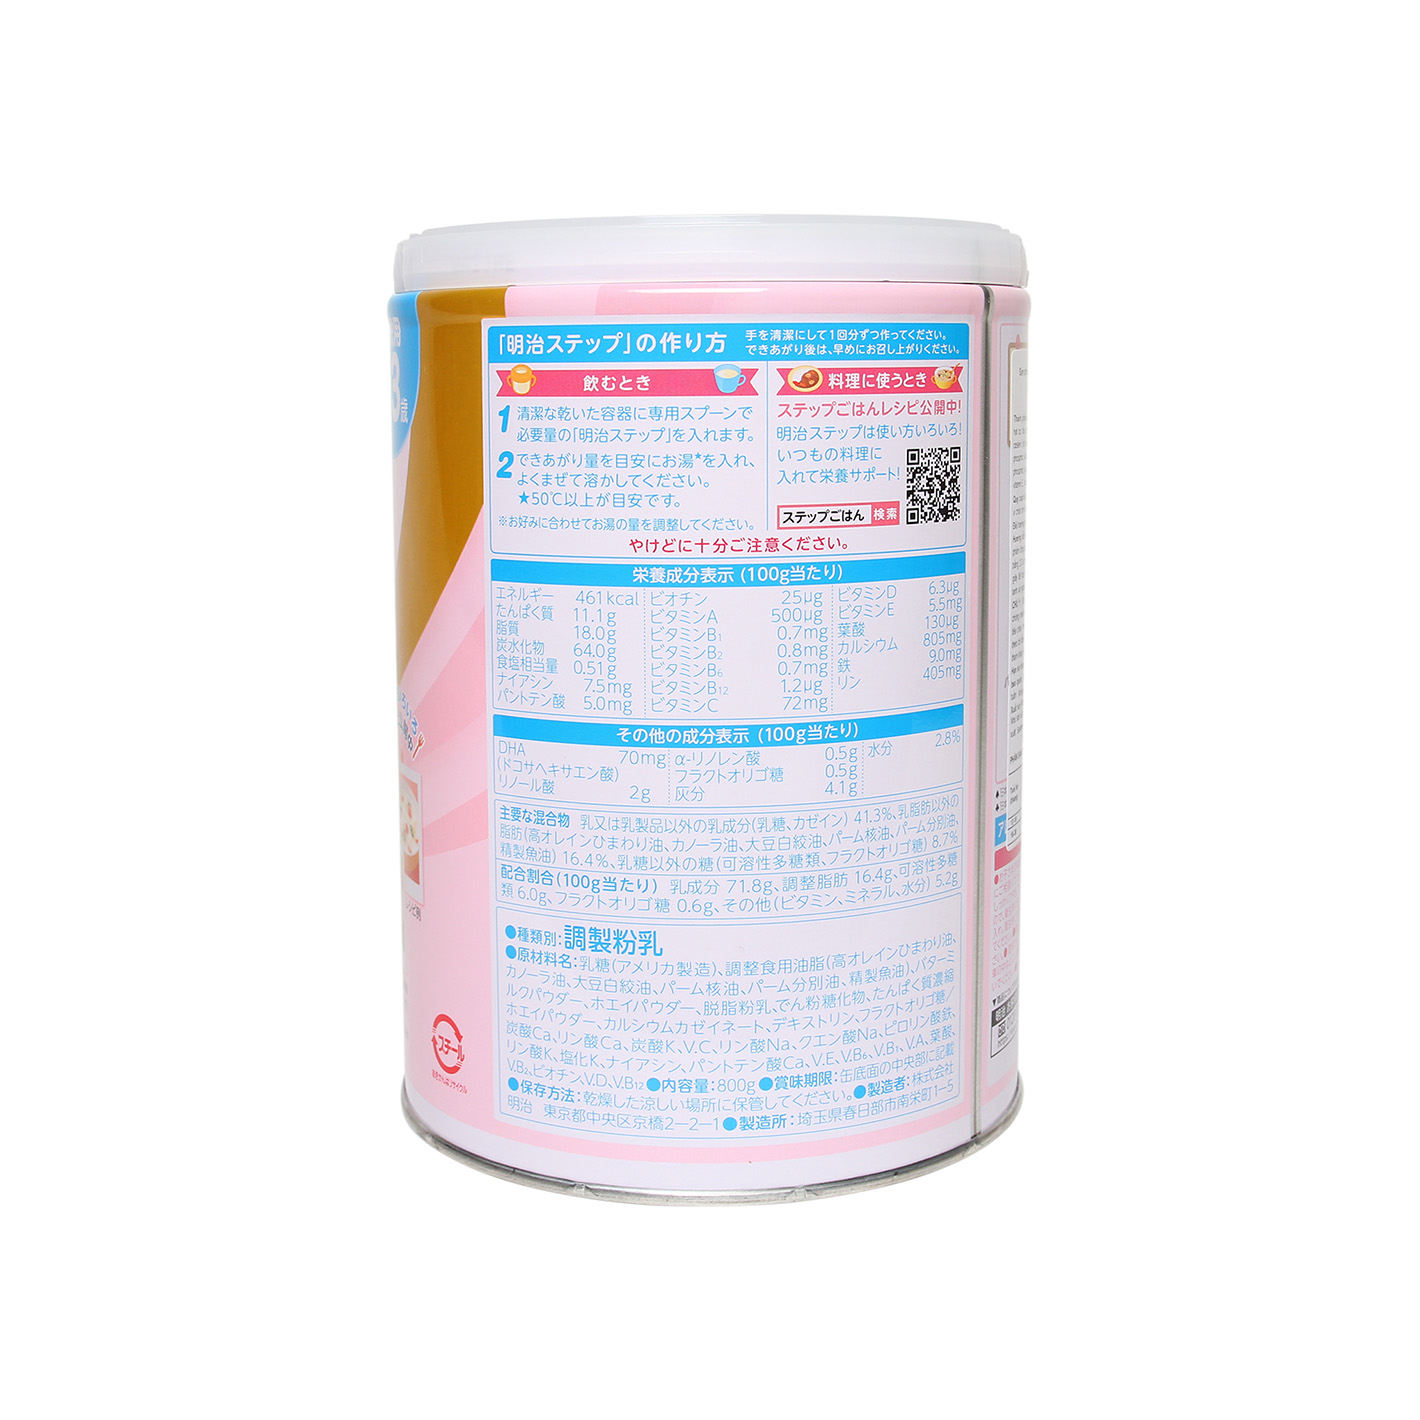 「明治ステップ」の作り方
手を清潔にして1回分ずつ作ってください。
できあがり後は、早めにお召し上がりください。
飲むとき
1 清潔な乾いた容器に専用スプーンで
必要量の「明治ステップ」を入れます。
2 できあがり量を目安にお湯★を入れ、
よくまぜて溶かしてください。
★50℃以上が目安です。
※お好みに合わせてお湯の量を調整してください。
料理に使うとき
ステップごはんレシピ公開中!
明治ステップは使い方いろいろ!
いつもの料理に
入れて栄養サポート!
ステップごはん 検索
やけどに十分ご注意ください。
栄養成分表示 (100g当たり)
エネルギー 461kcal
たんぱく質 11.1g
脂質 18.0g
炭水化物 64.0g
食塩相当量 0.51g
ナイアシン 7.5mg
パントテン酸 5.0mg
ビオチン 25μg
ビタミンA 500μg
ビタミンB1 0.7mg
ビタミンB2 0.8mg
ビタミンB6 0.7mg
ビタミンB12 1.2μg
ビタミンC 72mg
ビタミンD 6.3μg
ビタミンE 5.5mg
葉酸 130μg
カルシウム 805mg
鉄 9.0mg
リン 405mg
その他の成分表示 (100g当たり)
DHA 70mg
(ドコサヘキサエン酸)
リノール酸 2g
α-リノレン酸 0.5g
フラクトオリゴ糖 0.5g
灰分 4.1g
水分 2.8%
主要な混合物 乳又は乳製品以外の乳成分(乳糖、カゼイン) 41.3%、乳脂肪以外の
脂肪(高オレインひまわり油、カノーラ油、大豆白絞油、パーム核油、パーム分別油、
精製魚油) 16.4%、乳糖以外の糖(可溶性多糖類、フラクトオリゴ糖) 8.7%
配合割合(100g当たり) 乳成分 71.8g、調整脂肪 16.4g、可溶性多糖
類 6.0g、フラクトオリゴ糖 0.6g、その他(ビタミン、ミネラル、水分) 5.2g
●種類別:調製粉乳
●原材料名:乳糖(アメリカ製造)、調整食用油脂(高オレインひまわり油、
カノーラ油、大豆白絞油、パーム核油、パーム分別油、精製魚油)、バターミ
ルクパウダー、ホエイパウダー、脱脂粉乳、でん粉糖化物、たんぱく質濃縮
ホエイパウダー、カルシウムカゼイネート、デキストリン、フラクトオリゴ糖/
炭酸Ca、リン酸Ca、炭酸K、V.C、リン酸Na、クエン酸Na、ピロリン酸鉄、
リン酸K、塩化K、ナイアシン、パントテン酸Ca、V.E、V.B6、V.B1、V.A、葉酸、
V.B2、ビオチン、V.D、V.B12 ●内容量:800g ●賞味期限:缶底面の中央部に記載
●保存方法:乾燥した涼しい場所に保管してください。●製造者:株式会社
明治 東京都中央区京橋2-2-1 ●製造所:埼玉県春日部市南栄町1-5
歳
スチール
あきかんはリサイクル